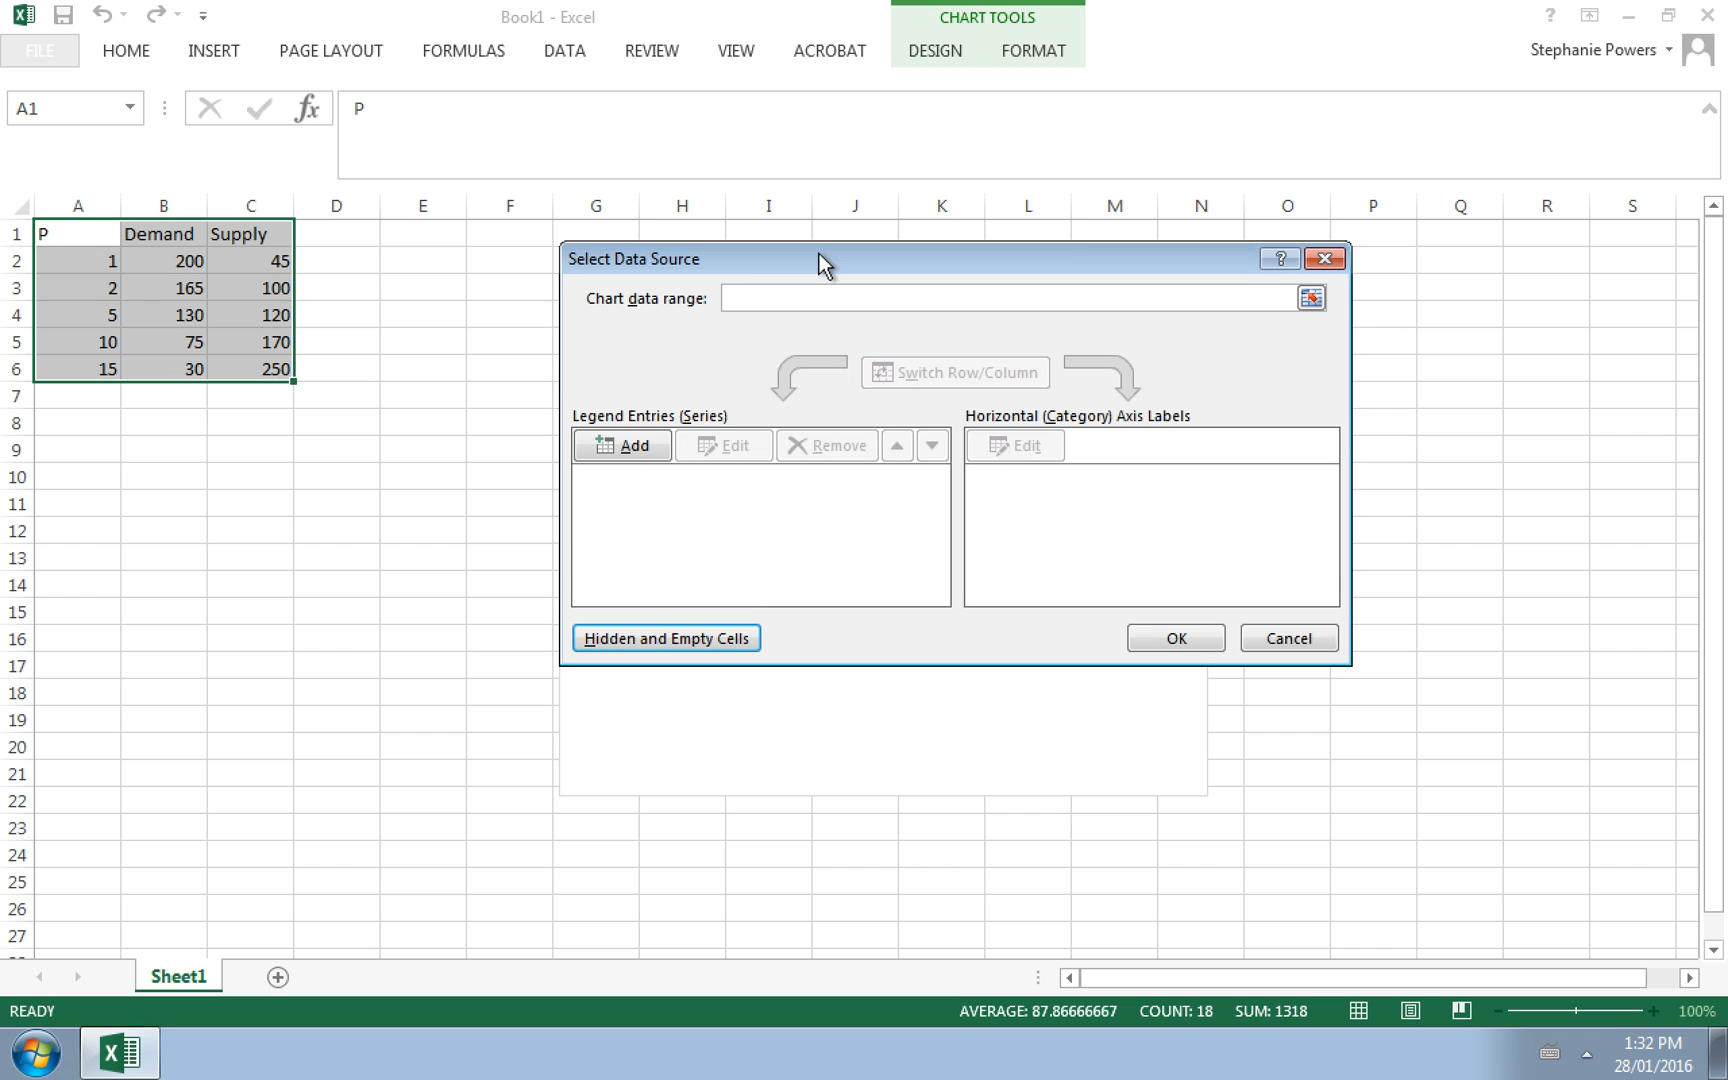 Book1 - Excel
CHART TOOLS
FILE HOME INSERT PAGE LAYOUT FORMULAS DATA REVIEW VIEW ACROBAT DESIGN FORMAT
Stephanie Powers
A1 fx P
A B C D E F G H I J K L M N O P Q R S
1 P Demand Supply
2 1 200 45
3 2 165 100
4 5 130 120
5 10 75 170
6 15 30 250
7
8
9
10
11
12
13
14
15
16
17
18
19
20
21
22
23
24
25
26
27
Select Data Source
?
Chart data range:
Switch Row/Column
Legend Entries (Series)
Horizontal (Category) Axis Labels
Add Edit Remove
Edit
Hidden and Empty Cells
OK Cancel
Sheet1
READY
AVERAGE: 87.86666667 COUNT: 18 SUM: 1318
100%
1:32 PM
28/01/2016